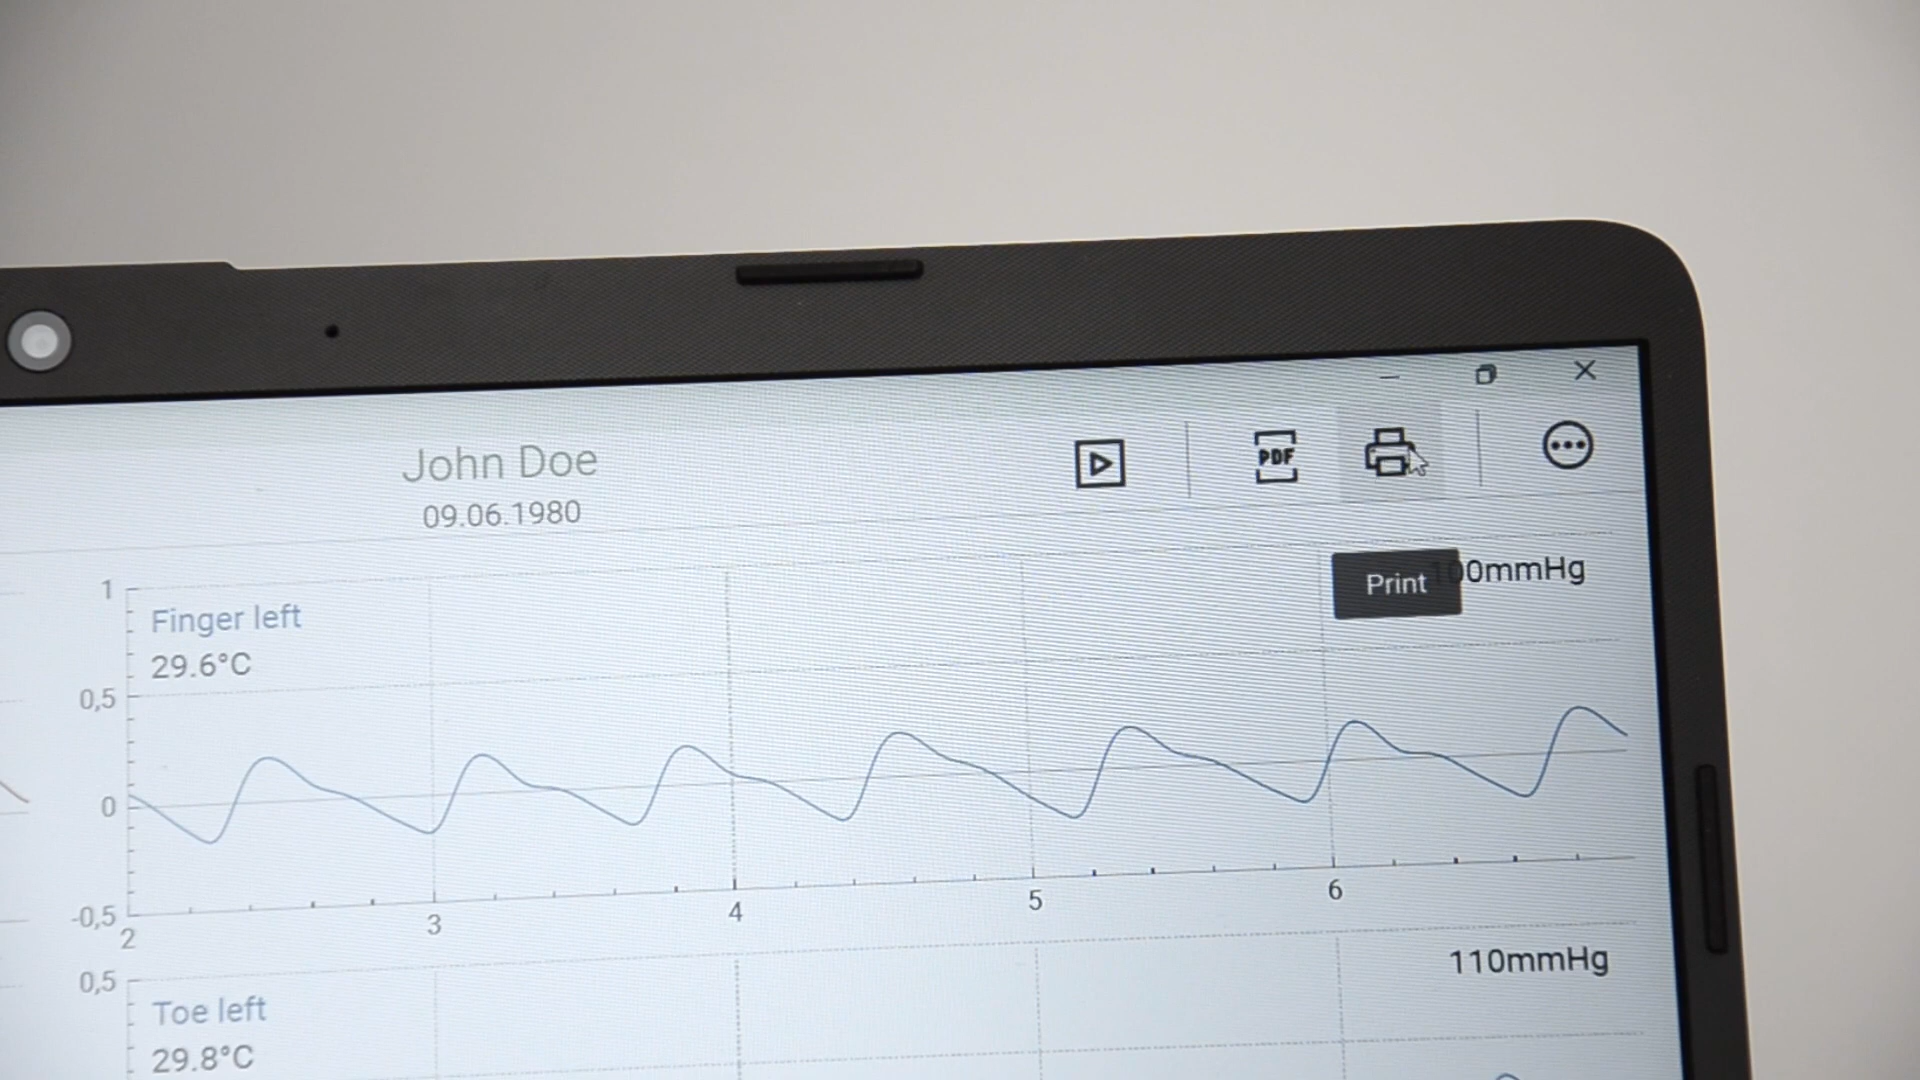 John Doe
09.06.1980
PDF
Print
00mmHg
1
Finger left
29.6°C
0,5
0
-0,5
2
3
4
5
6
110mmHg
0,5
Toe left
29.8°C